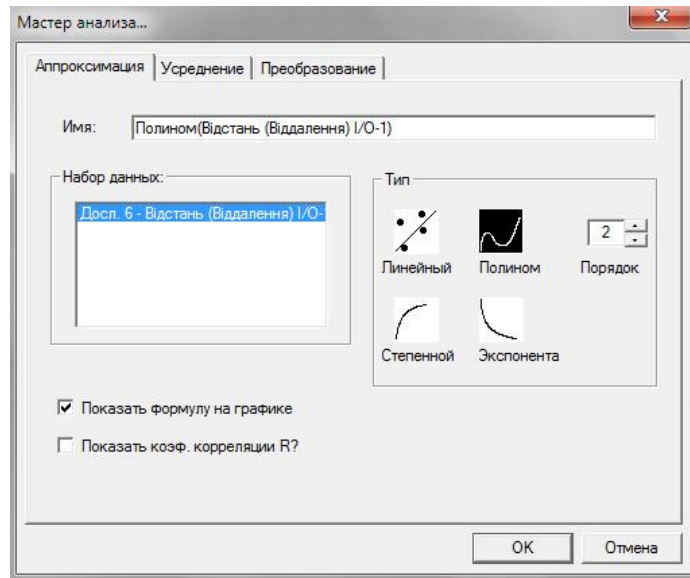 Мастер анализа...
Аппроксимация Усреднение Преобразование
Имя: Полином(Відстань (Віддалення) I/O-1)
Набор данных:
Досл. 6 - Відстань (Віддалення) I/O-
Тип
2
Линейный Полином Порядок
Степенной Экспонента
Показать формулу на графике
Показать коэф. корреляции R?
OK Отмена